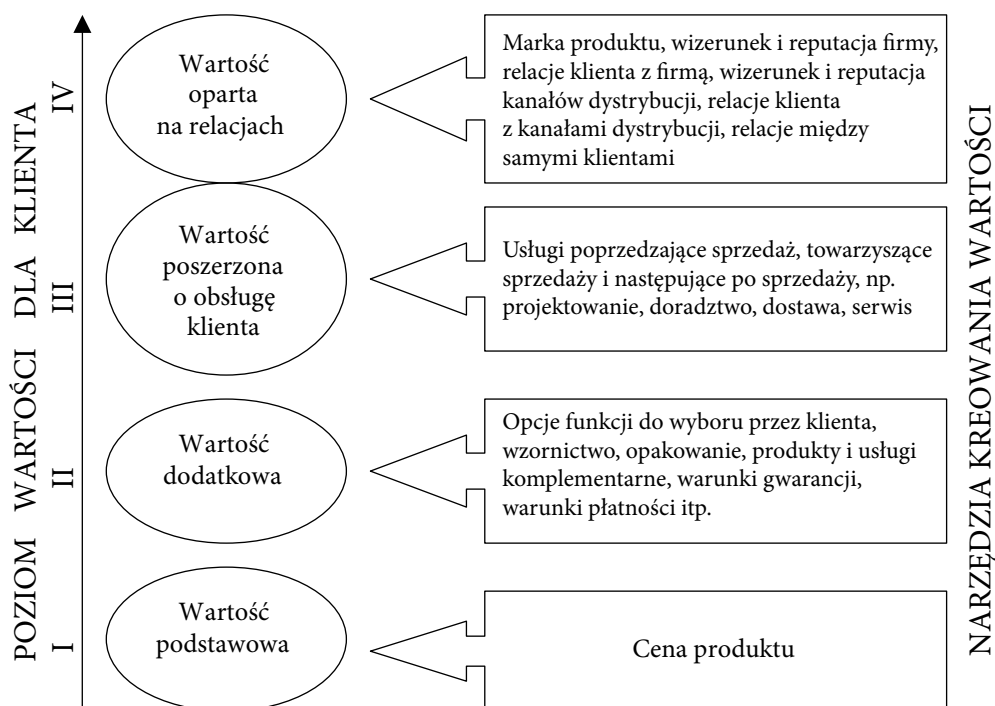 POZIOM WARTOŚCI DLA KLIENTA
IV
Wartość
oparta
na relacjach
Marka produktu, wizerunek i reputacja firmy,
relacje klienta z firmą, wizerunek i reputacja
kanałów dystrybucji, relacje klienta
z kanałami dystrybucji, relacje między
samymi klientami
III
Wartość
poszerzona
o obsługę
klienta
Usługi poprzedzające sprzedaż, towarzyszące
sprzedaży i następujące po sprzedaży, np.
projektowanie, doradztwo, dostawa, serwis
II
Wartość
dodatkowa
Opcje funkcji do wyboru przez klienta,
wzornictwo, opakowanie, produkty i usługi
komplementarne, warunki gwarancji,
warunki płatności itp.
I
Wartość
podstawowa
Cena produktu
NARZĘDZIA KREOWANIA WARTOŚCI